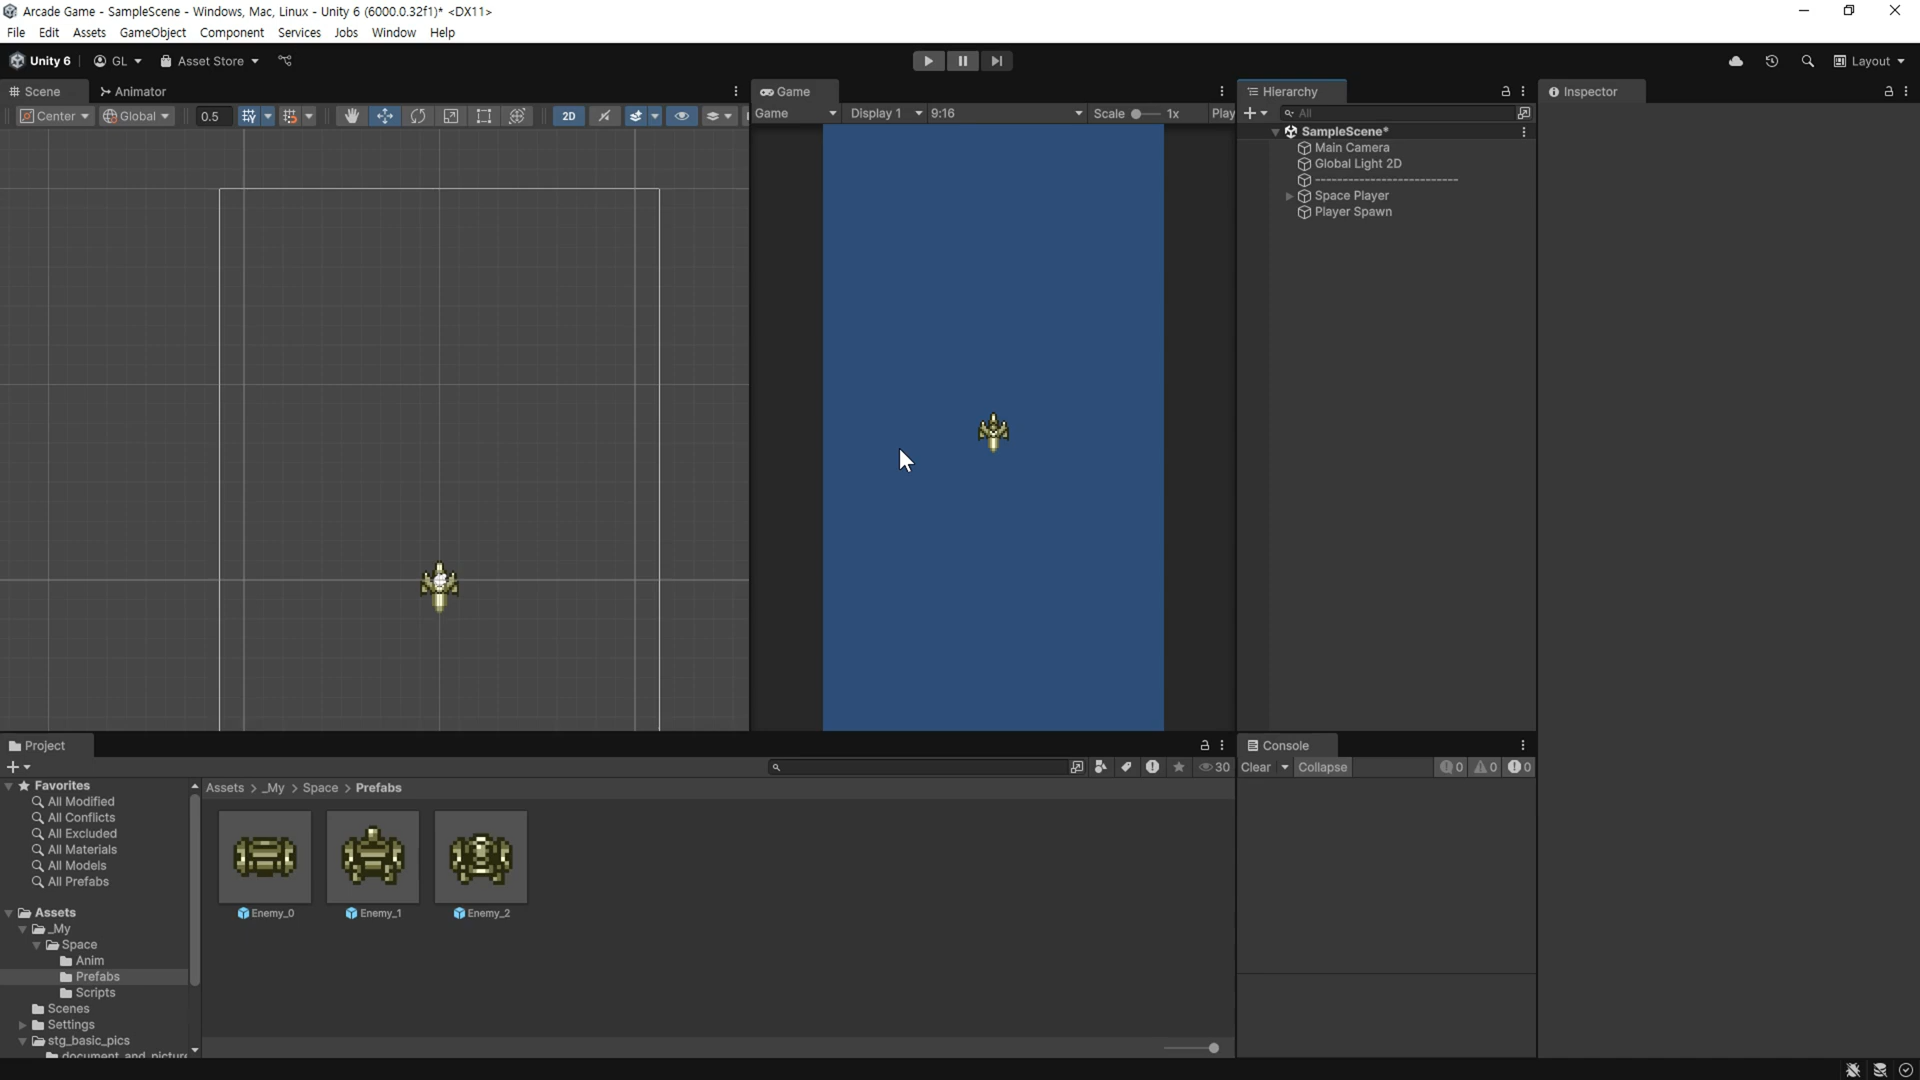 Arcade Game - SampleScene - Windows, Mac, Linux - Unity 6 (6000.0.32f1)* <DX11>
File Edit Assets GameObject Component Services Jobs Window Help
Unity 6 GL Asset Store Layout
Scene Animator
Game
Hierarchy
Inspector
Center Global 0.5 2D
Game Display 1 9:16 Scale 1x Play
All
SampleScene*
Main Camera
Global Light 2D
--------------------------
Space Player
Player Spawn
Project
Console
30
Clear Collapse 0 0 0
Favorites
All Modified
All Conflicts
All Excluded
All Materials
All Models
All Prefabs
Assets
_My
Space
Anim
Prefabs
Scripts
Scenes
Settings
stg_basic_pics
document_and_picture
Assets > _My > Space > Prefabs
Enemy_0 Enemy_1 Enemy_2